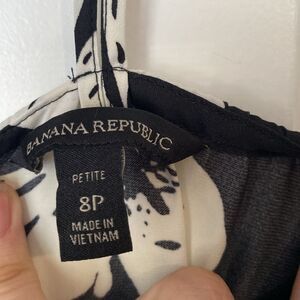 BANANA REPUBLIC
PETITE
8P
MADE IN
VIETNAM